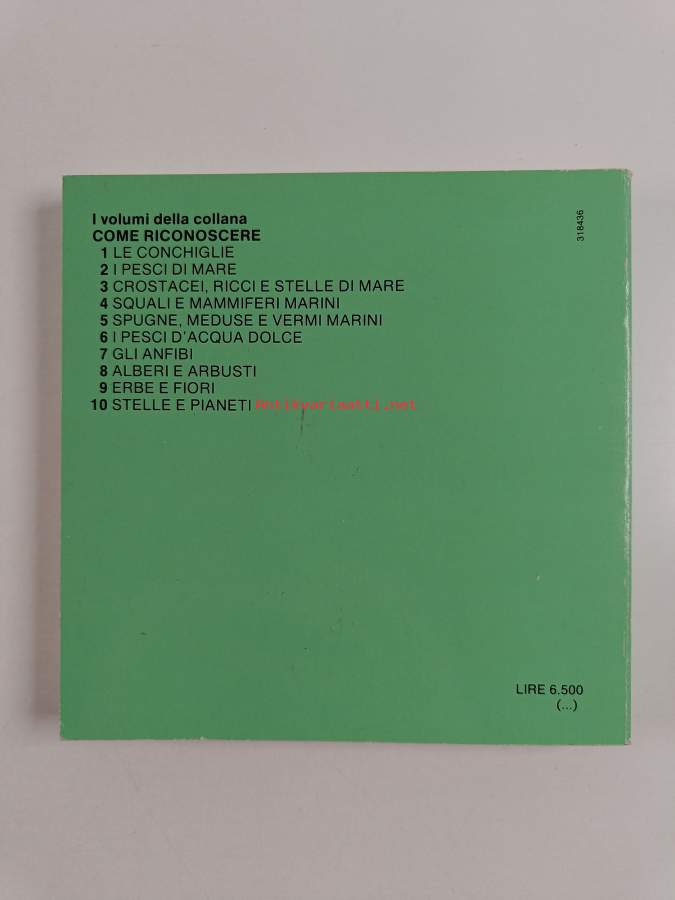 I volumi della collana
COME RICONOSCERE
1 LE CONCHIGLIE
2 I PESCI DI MARE
3 CROSTACEI, RICCI E STELLE DI MARE
4 SQUALI E MAMMIFERI MARINI
5 SPUGNE, MEDUSE E VERMI MARINI
6 I PESCI D'ACQUA DOLCE
7 GLI ANFIBI
8 ALBERI E ARBUSTI
9 ERBE E FIORI
10 STELLE E PIANETI
Antikvariaatti.net
318436
LIRE 6.500
(...)